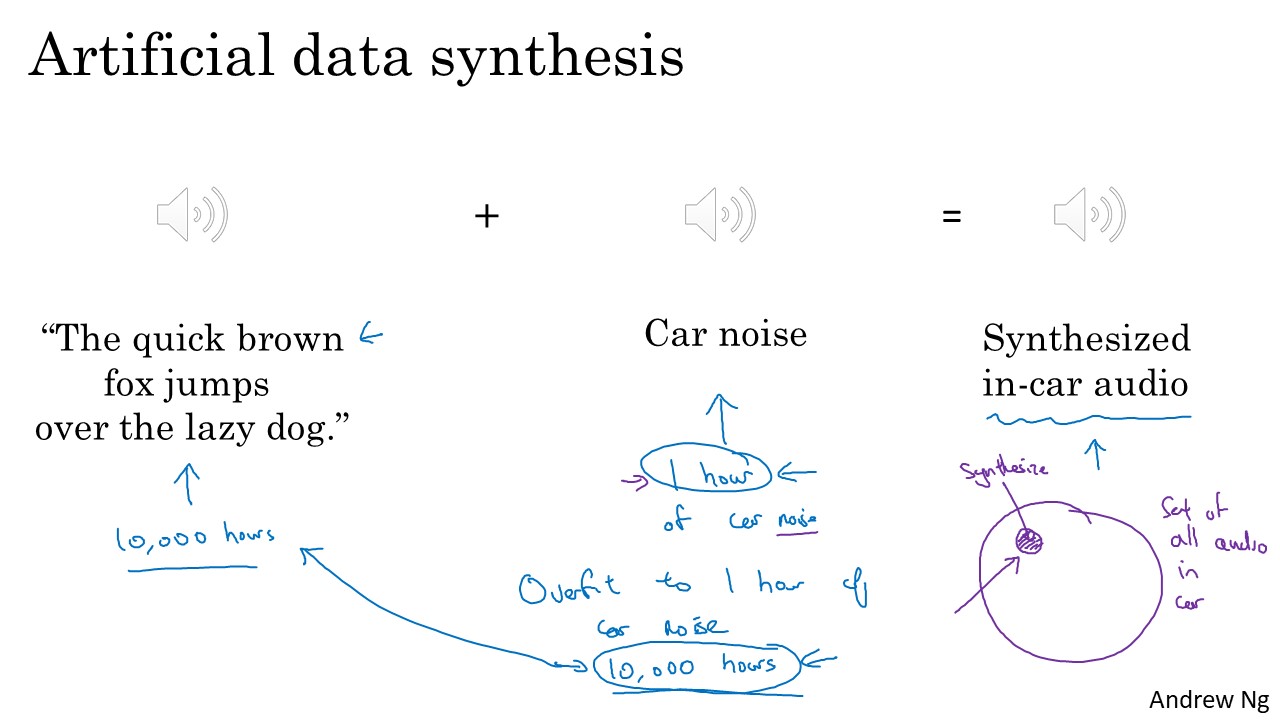 Artificial data synthesis
+
=
“The quick brown
fox jumps
over the lazy dog.”
10,000 hours
Car noise
1 hour
of car noise
Overfit to 1 hour of
car noise
10,000 hours
Synthesized
in-car audio
Synthesize
Set of
all audio
in
car
Andrew Ng